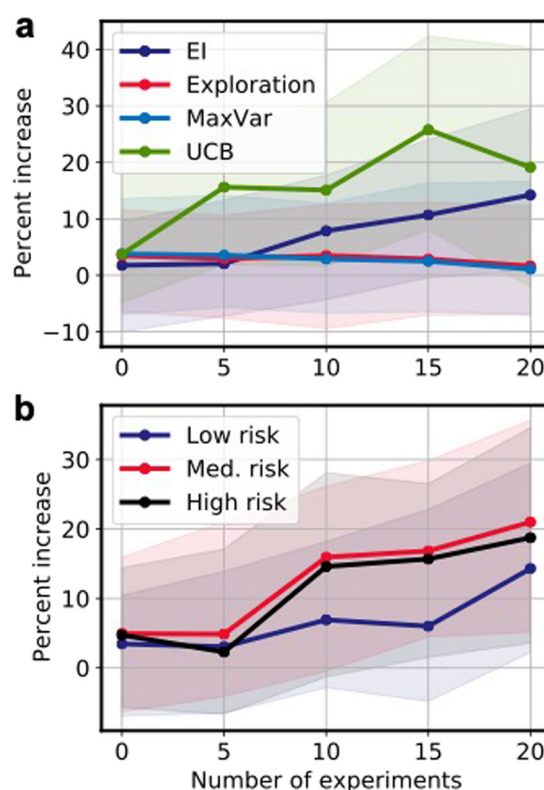 a
40
30
20
10
0
−10
Percent increase
EI
Exploration
MaxVar
UCB
0 5 10 15 20
b
30
20
10
0
Percent increase
Low risk
Med. risk
High risk
0 5 10 15 20
Number of experiments